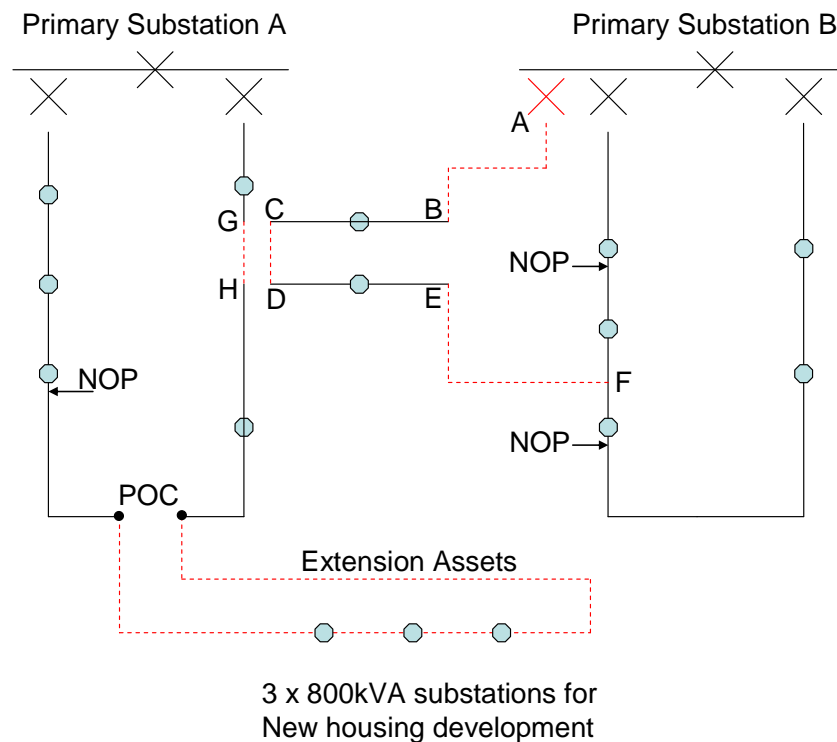 Primary Substation A
Primary Substation B
A
G
C
B
NOP
H
D
E
NOP
F
NOP
POC
Extension Assets
3 x 800kVA substations for
New housing development